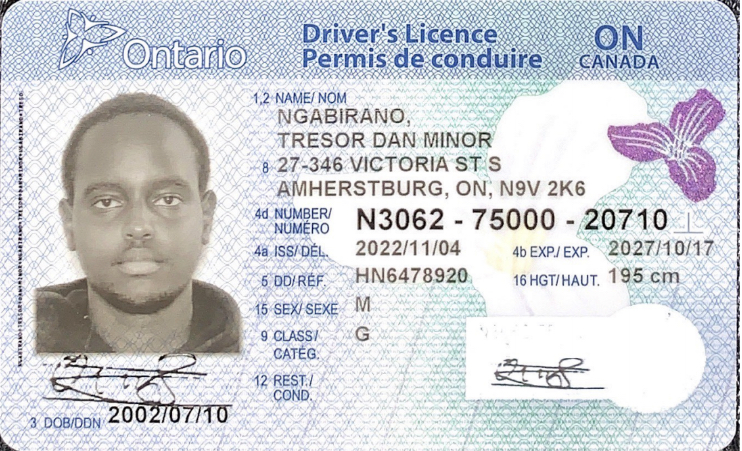 Ontario
Driver's Licence
Permis de conduire
ON
CANADA
1,2 NAME/ NOM
NGABIRANO,
TRESOR DAN MINOR
8 27-346 VICTORIA ST S
AMHERSTBURG, ON, N9V 2K6
4d NUMBER/ NUMÉRO N3062 - 75000 - 20710
4a ISS/ DÉL. 2022/11/04 4b EXP./ EXP. 2027/10/17
5 DD/ RÉF. HN6478920 16 HGT/ HAUT. 195 cm
15 SEX/ SEXE M
9 CLASS/ CATÉG. G
12 REST./ COND.
3 DOB/DDN 2002/07/10